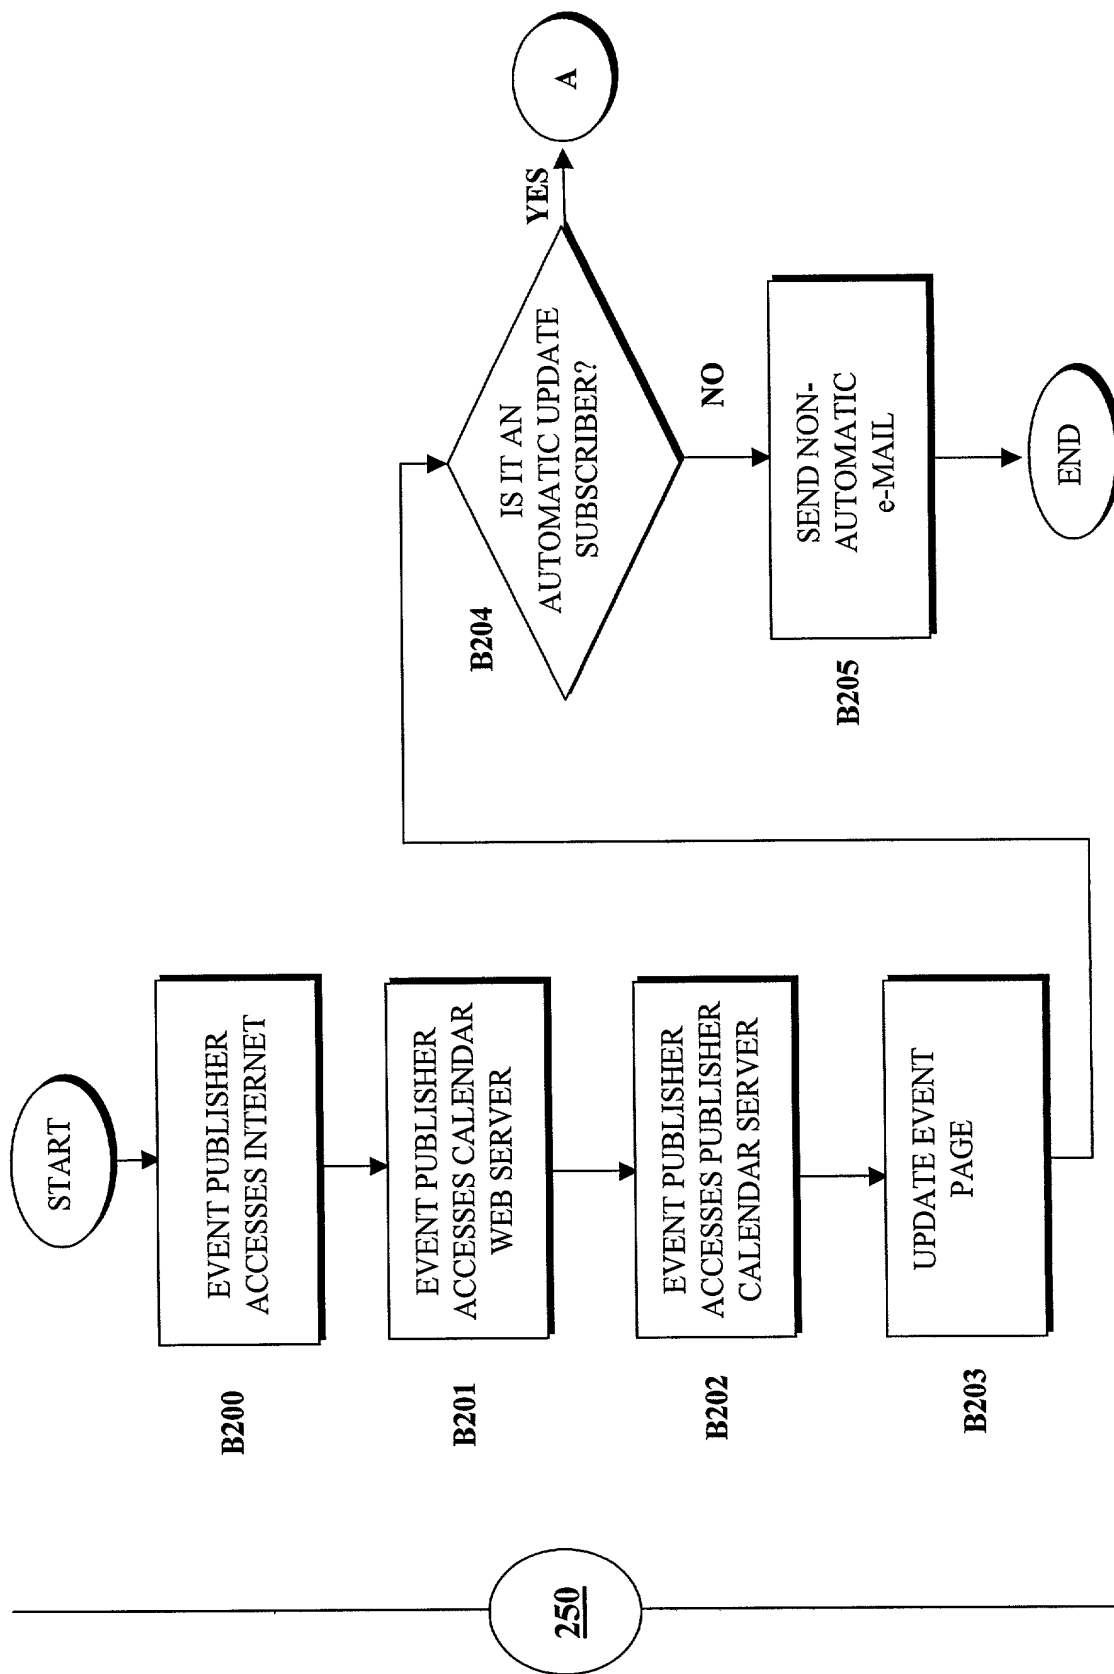 START
B200
EVENT PUBLISHER
ACCESSES INTERNET
B201
EVENT PUBLISHER
ACCESSES CALENDAR
WEB SERVER
B202
EVENT PUBLISHER
ACCESSES PUBLISHER
CALENDAR SERVER
B203
UPDATE EVENT
PAGE
B204
IS IT AN
AUTOMATIC UPDATE
SUBSCRIBER?
YES
A
NO
B205
SEND NON-
AUTOMATIC
e-MAIL
END
250